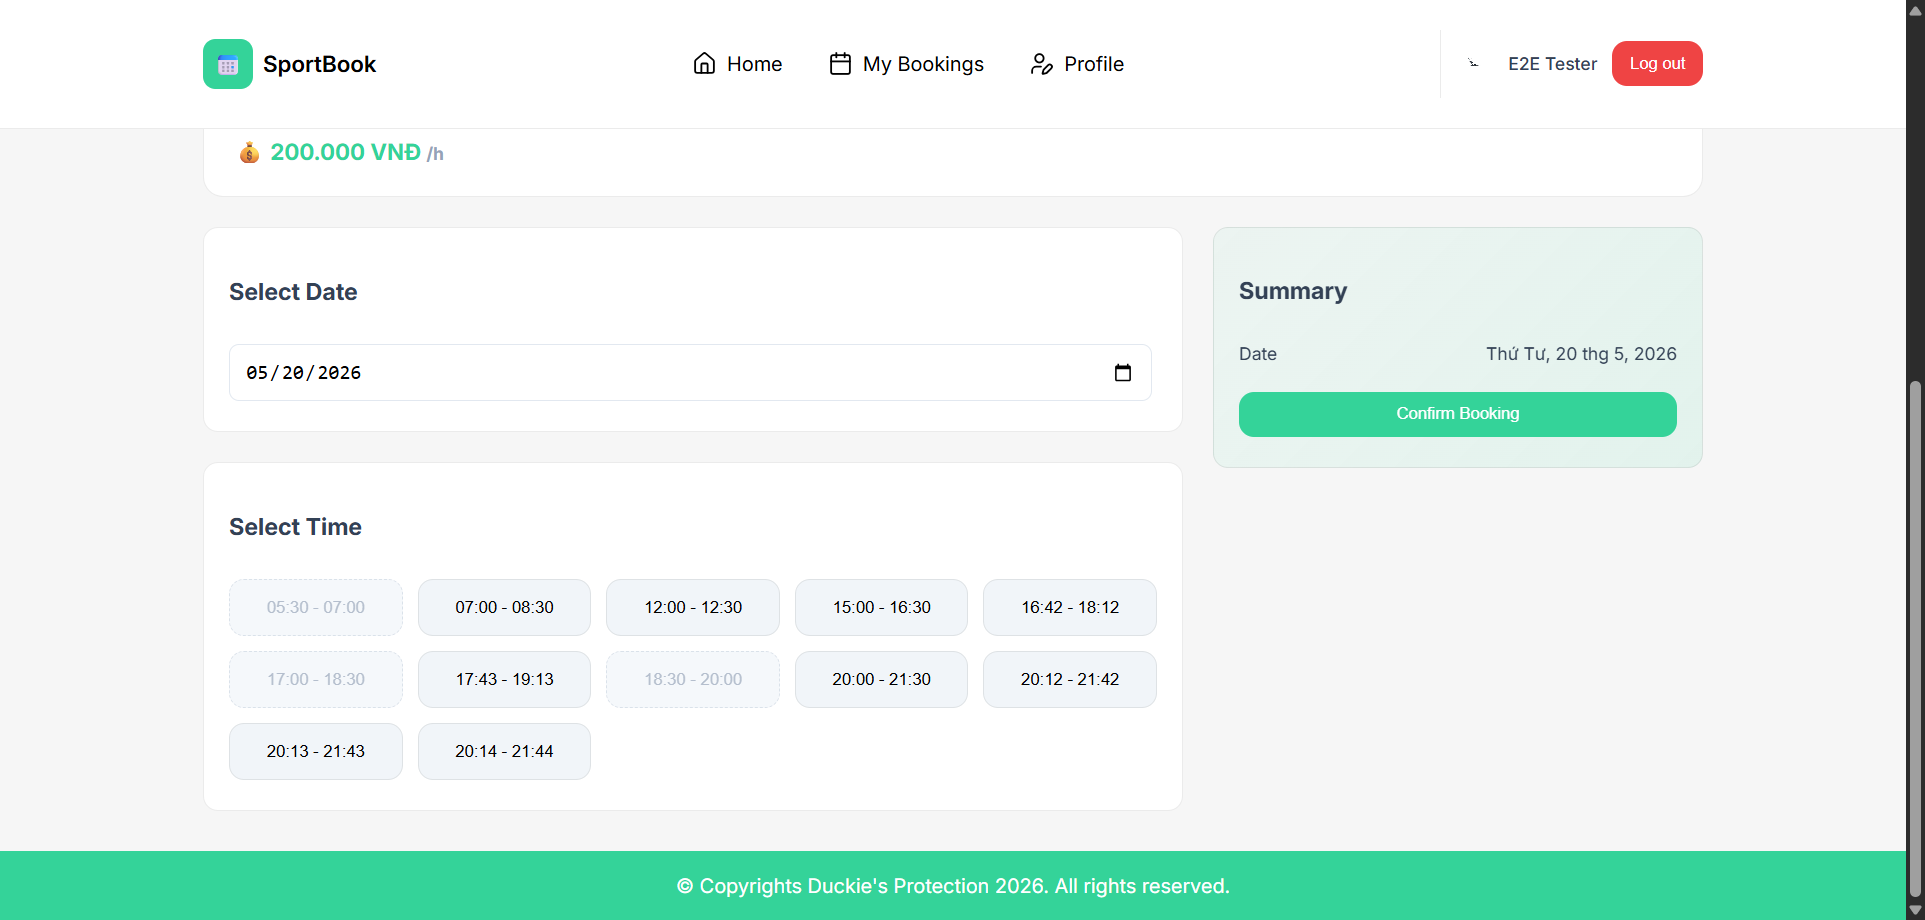 SportBook
Home
My Bookings
Profile
E2E Tester
Log out
200.000 VNĐ /h
Select Date
05/20/2026
Summary
Date
Thứ Tư, 20 thg 5, 2026
Confirm Booking
Select Time
05:30 - 07:00
07:00 - 08:30
12:00 - 12:30
15:00 - 16:30
16:42 - 18:12
17:00 - 18:30
17:43 - 19:13
18:30 - 20:00
20:00 - 21:30
20:12 - 21:42
20:13 - 21:43
20:14 - 21:44
© Copyrights Duckie's Protection 2026. All rights reserved.